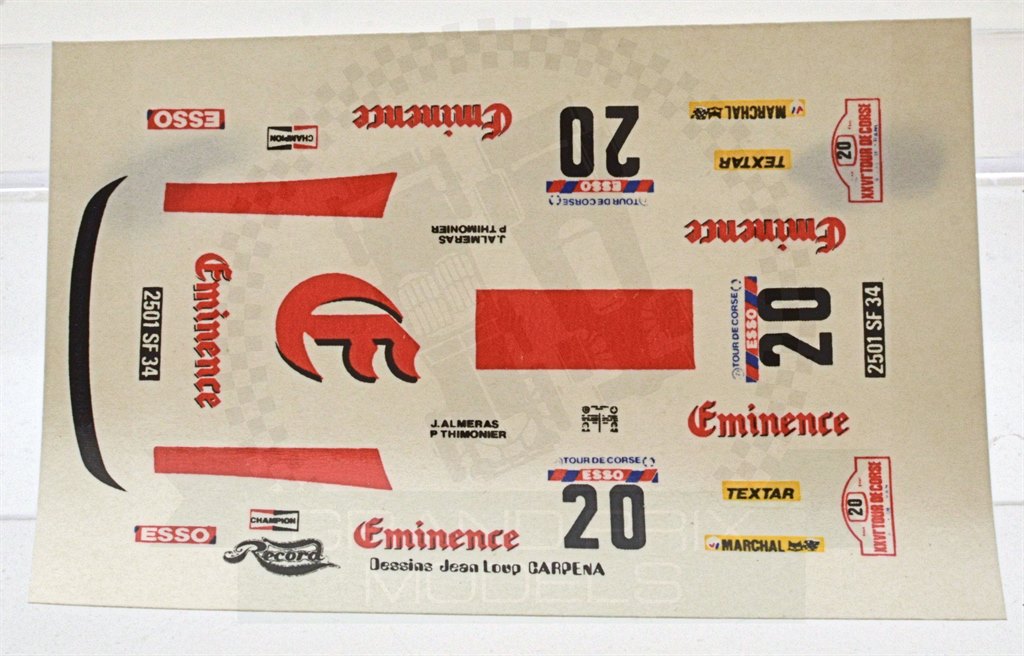 ESSO
CHAMPION
Eminence
20
ESSO
TOUR DE CORSE
MARCHAL
TEXTAR
20
XXVI TOUR DE CORSE
J.ALMERAS
P THIMONIER
Eminence
2501 SF 34
Eminence
E
TOUR DE CORSE
ESSO
20
2501 SF 34
J.ALMERAS
P THIMONIER
Eminence
TOUR DE CORSE
ESSO
20
TEXTAR
20
XXVI TOUR DE CORSE
ESSO
CHAMPION
Record
Eminence
Dessins Jean Loup CARPENA
MARCHAL
MODELS